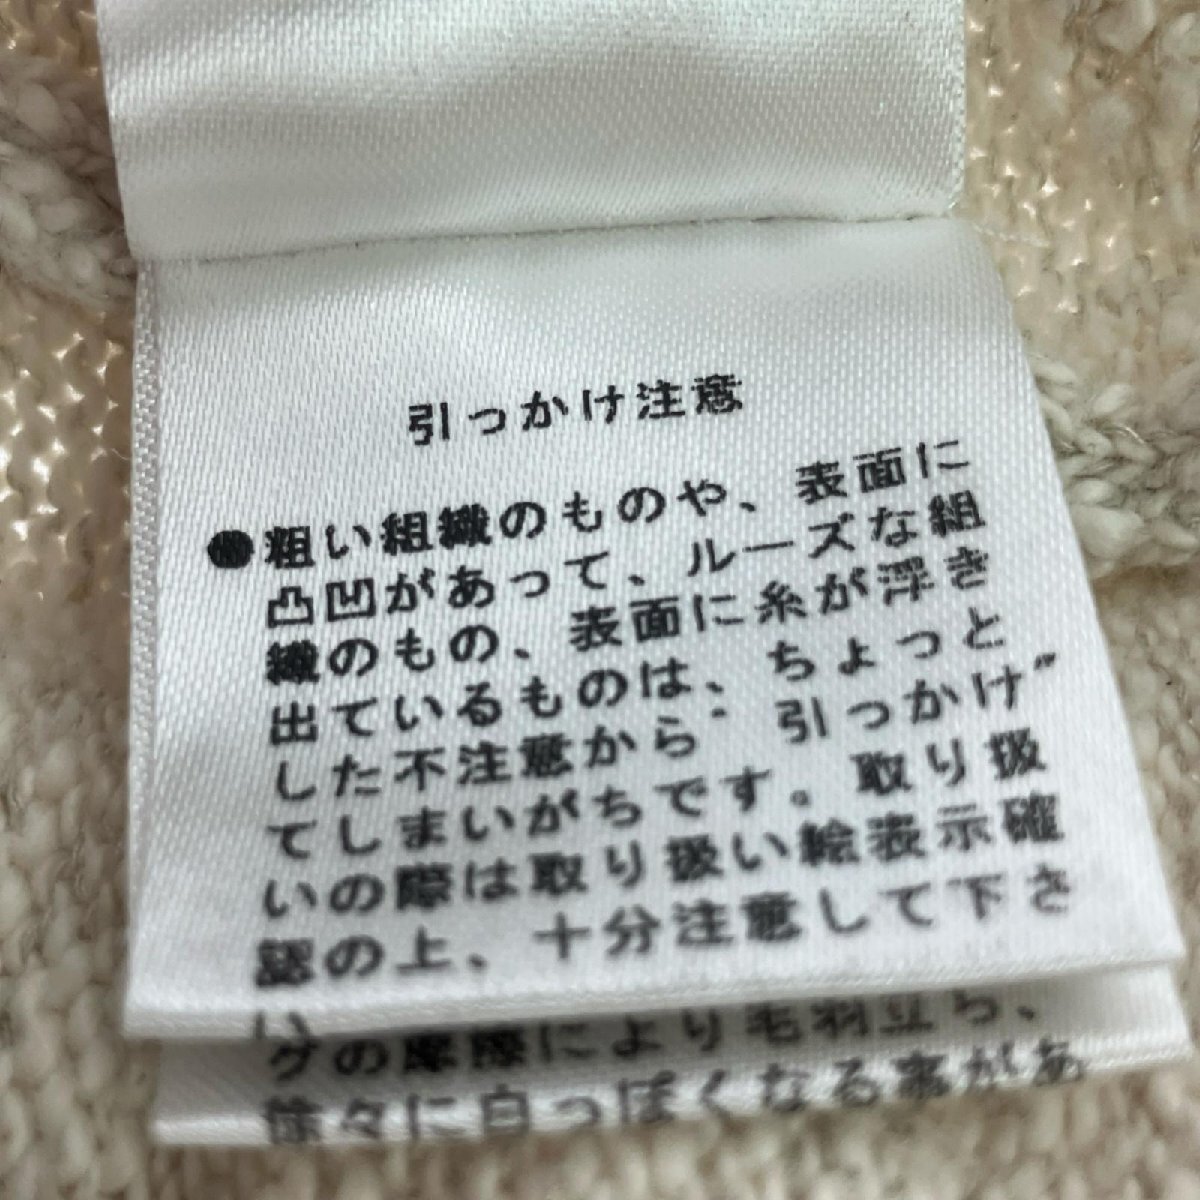 引っかけ注意
●粗い組織のものや、表面に
凸凹があって、ルーズな組
織のもの、表面に糸が浮き
出ているものは、ちょっと
した不注意から“引っかけ”
てしまいがちです。取り扱
いの際は取り扱い絵表示確
認の上、十分注意して下さ
い
グの摩擦により毛羽立ち、
徐々に白っぽくなる事があ